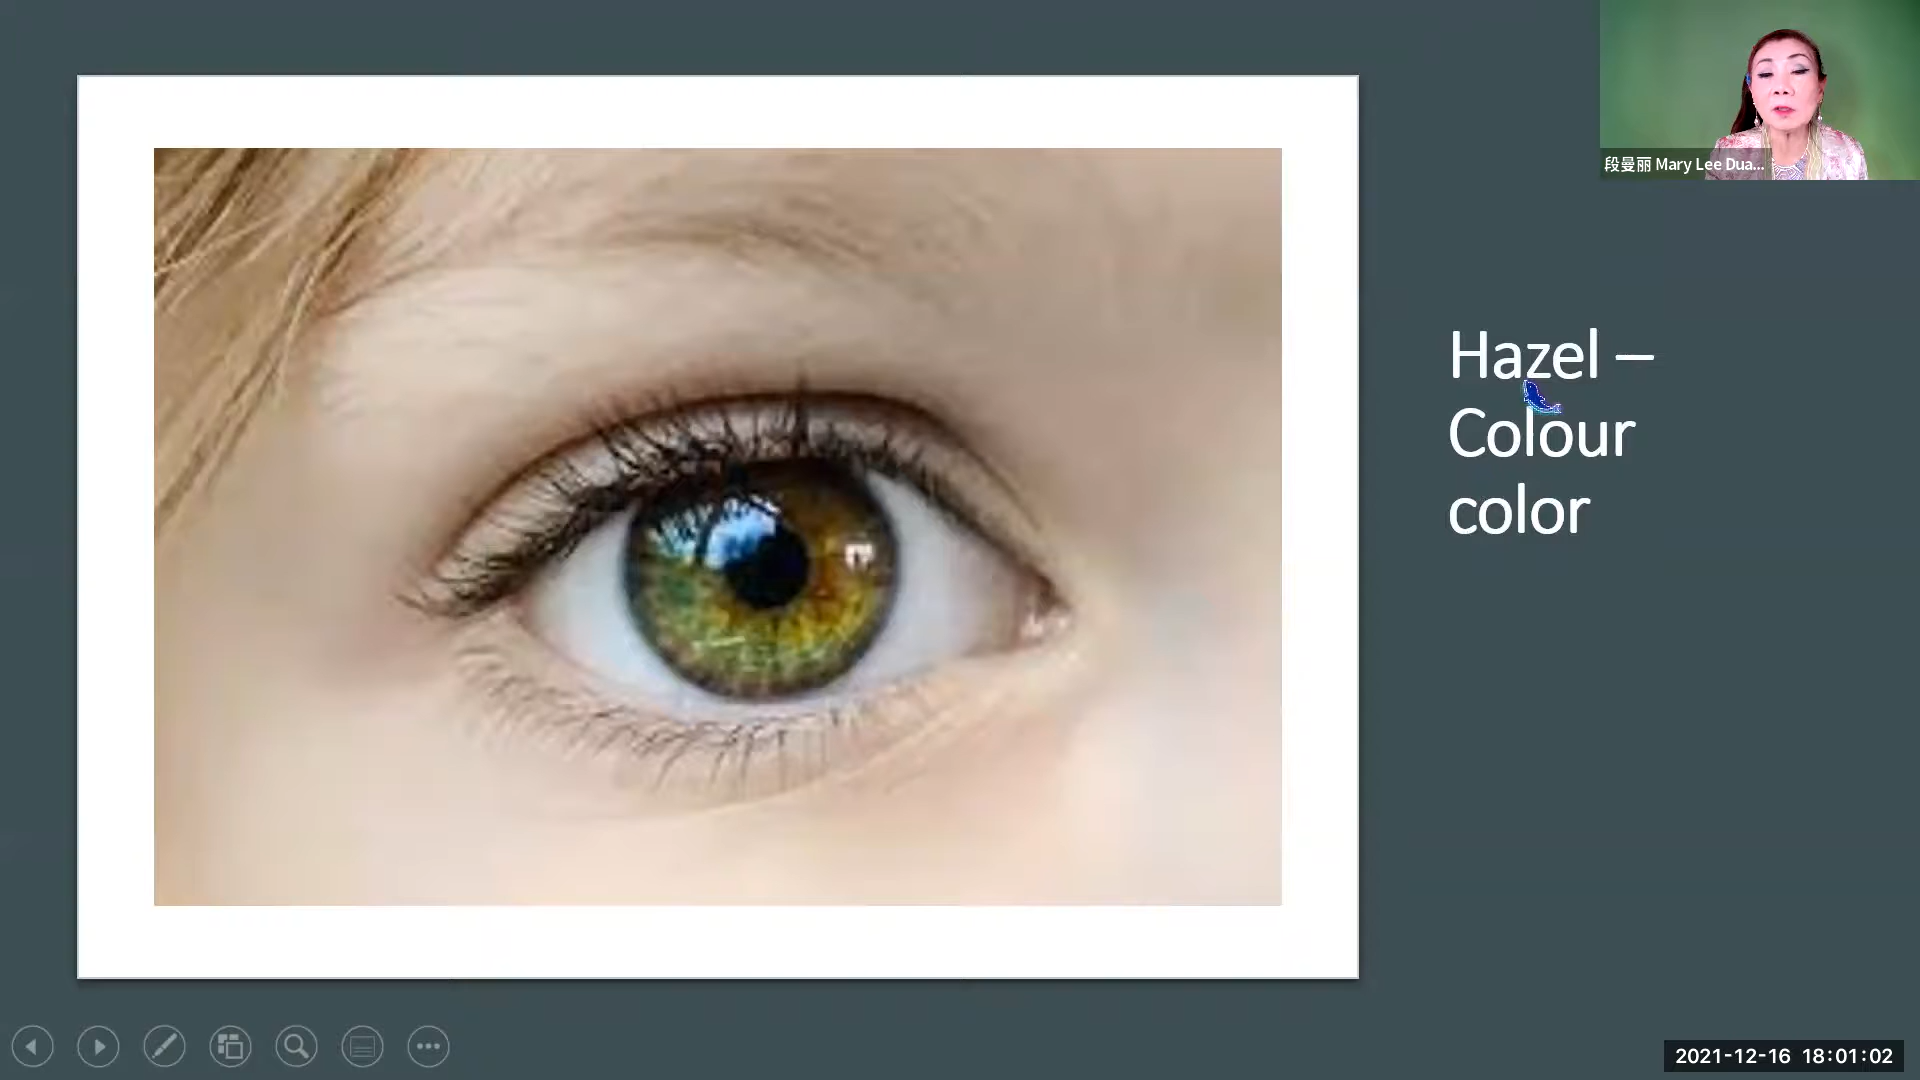 段曼丽 Mary Lee Dua...
Hazel –
Colour
color
2021-12-16 18:01:02